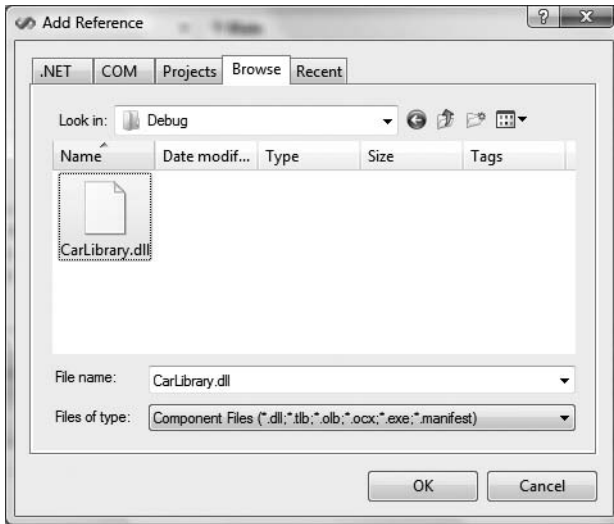 Add Reference
.NET COM Projects Browse Recent
Look in: Debug
Name Date modif... Type Size Tags
CarLibrary.dll
File name: CarLibrary.dll
Files of type: Component Files (*.dll;*.tlb;*.olb;*.ocx;*.exe;*.manifest)
OK Cancel